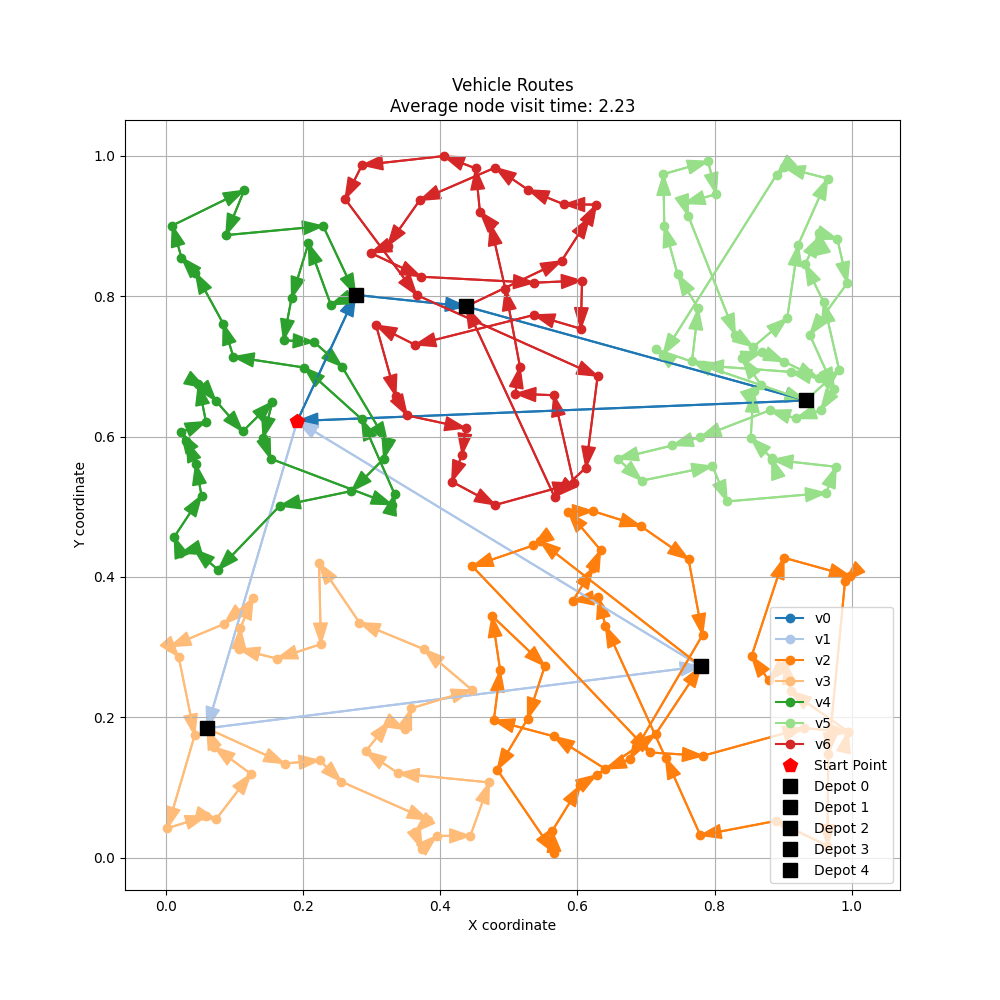 Vehicle Routes
Average node visit time: 2.23
Y coordinate
1.0
0.8
0.6
0.4
0.2
0.0
0.0 0.2 0.4 0.6 0.8 1.0
X coordinate
v0
v1
v2
v3
v4
v5
v6
Start Point
Depot 0
Depot 1
Depot 2
Depot 3
Depot 4